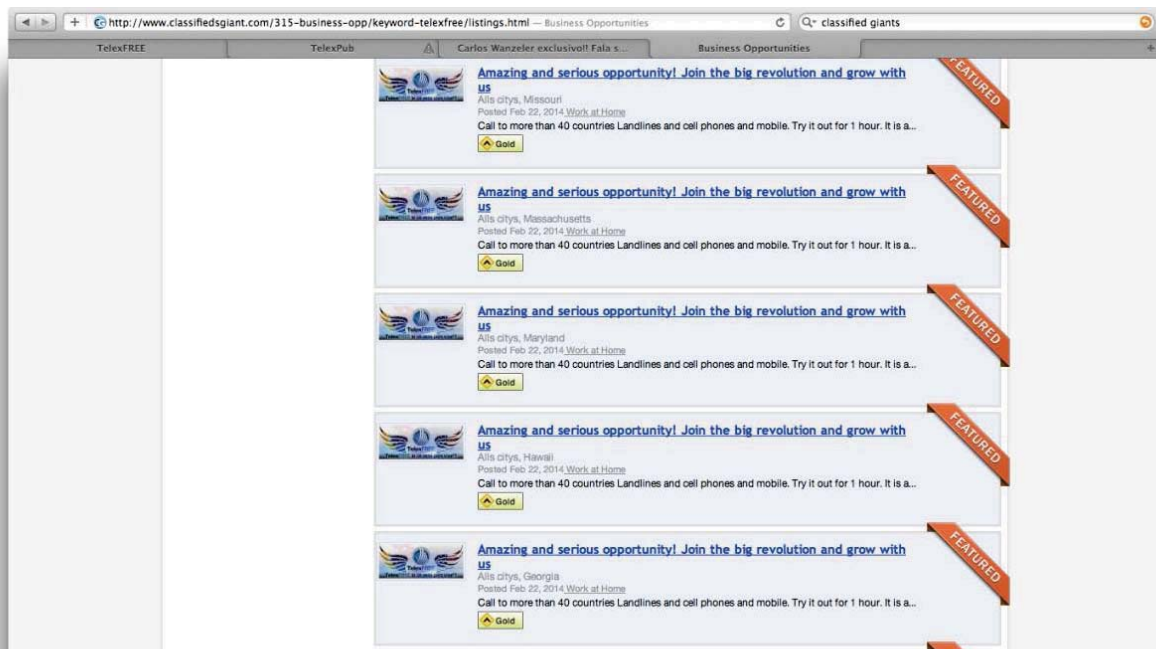 http://www.classifiedsgiant.com/315-business-opp/keyword-telexfree/listings.html — Business Opportunities
classified giants
TelexFREE
TelexPub
Carlos Wanzeler exclusivo!! Fala s...
Business Opportunities
Amazing and serious opportunity! Join the big revolution and grow with
us
Alls citys, Missouri
Posted Feb 22, 2014 Work at Home
Call to more than 40 countries Landlines and cell phones and mobile. Try it out for 1 hour. It is a...
Gold
FEATURED
TelexFREE
Amazing and serious opportunity! Join the big revolution and grow with
us
Alls citys, Massachusetts
Posted Feb 22, 2014 Work at Home
Call to more than 40 countries Landlines and cell phones and mobile. Try it out for 1 hour. It is a...
Gold
FEATURED
TelexFREE
Amazing and serious opportunity! Join the big revolution and grow with
us
Alls citys, Maryland
Posted Feb 22, 2014 Work at Home
Call to more than 40 countries Landlines and cell phones and mobile. Try it out for 1 hour. It is a...
Gold
FEATURED
TelexFREE
Amazing and serious opportunity! Join the big revolution and grow with
us
Alls citys, Hawaii
Posted Feb 22, 2014 Work at Home
Call to more than 40 countries Landlines and cell phones and mobile. Try it out for 1 hour. It is a...
Gold
FEATURED
TelexFREE
Amazing and serious opportunity! Join the big revolution and grow with
us
Alls citys, Georgia
Posted Feb 22, 2014 Work at Home
Call to more than 40 countries Landlines and cell phones and mobile. Try it out for 1 hour. It is a...
Gold
FEATURED
TelexFREE